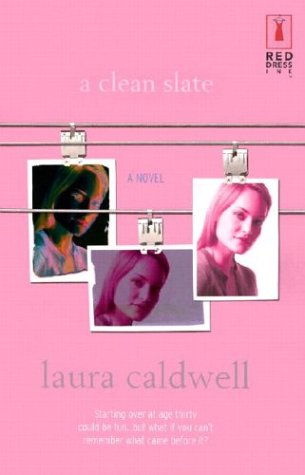 RED
DRESS
INK
a clean slate
A NOVEL
laura caldwell
Starting over at age thirty
could be fun...but what if you can't
remember what came before it?